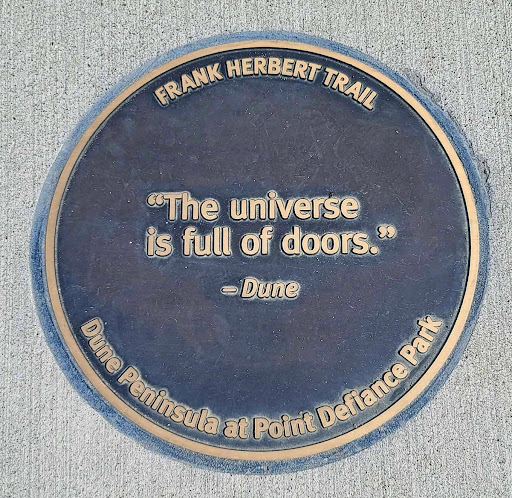 FRANK HERBERT TRAIL
“The universe
is full of doors.”
– Dune
Dune Peninsula at Point Defiance Park